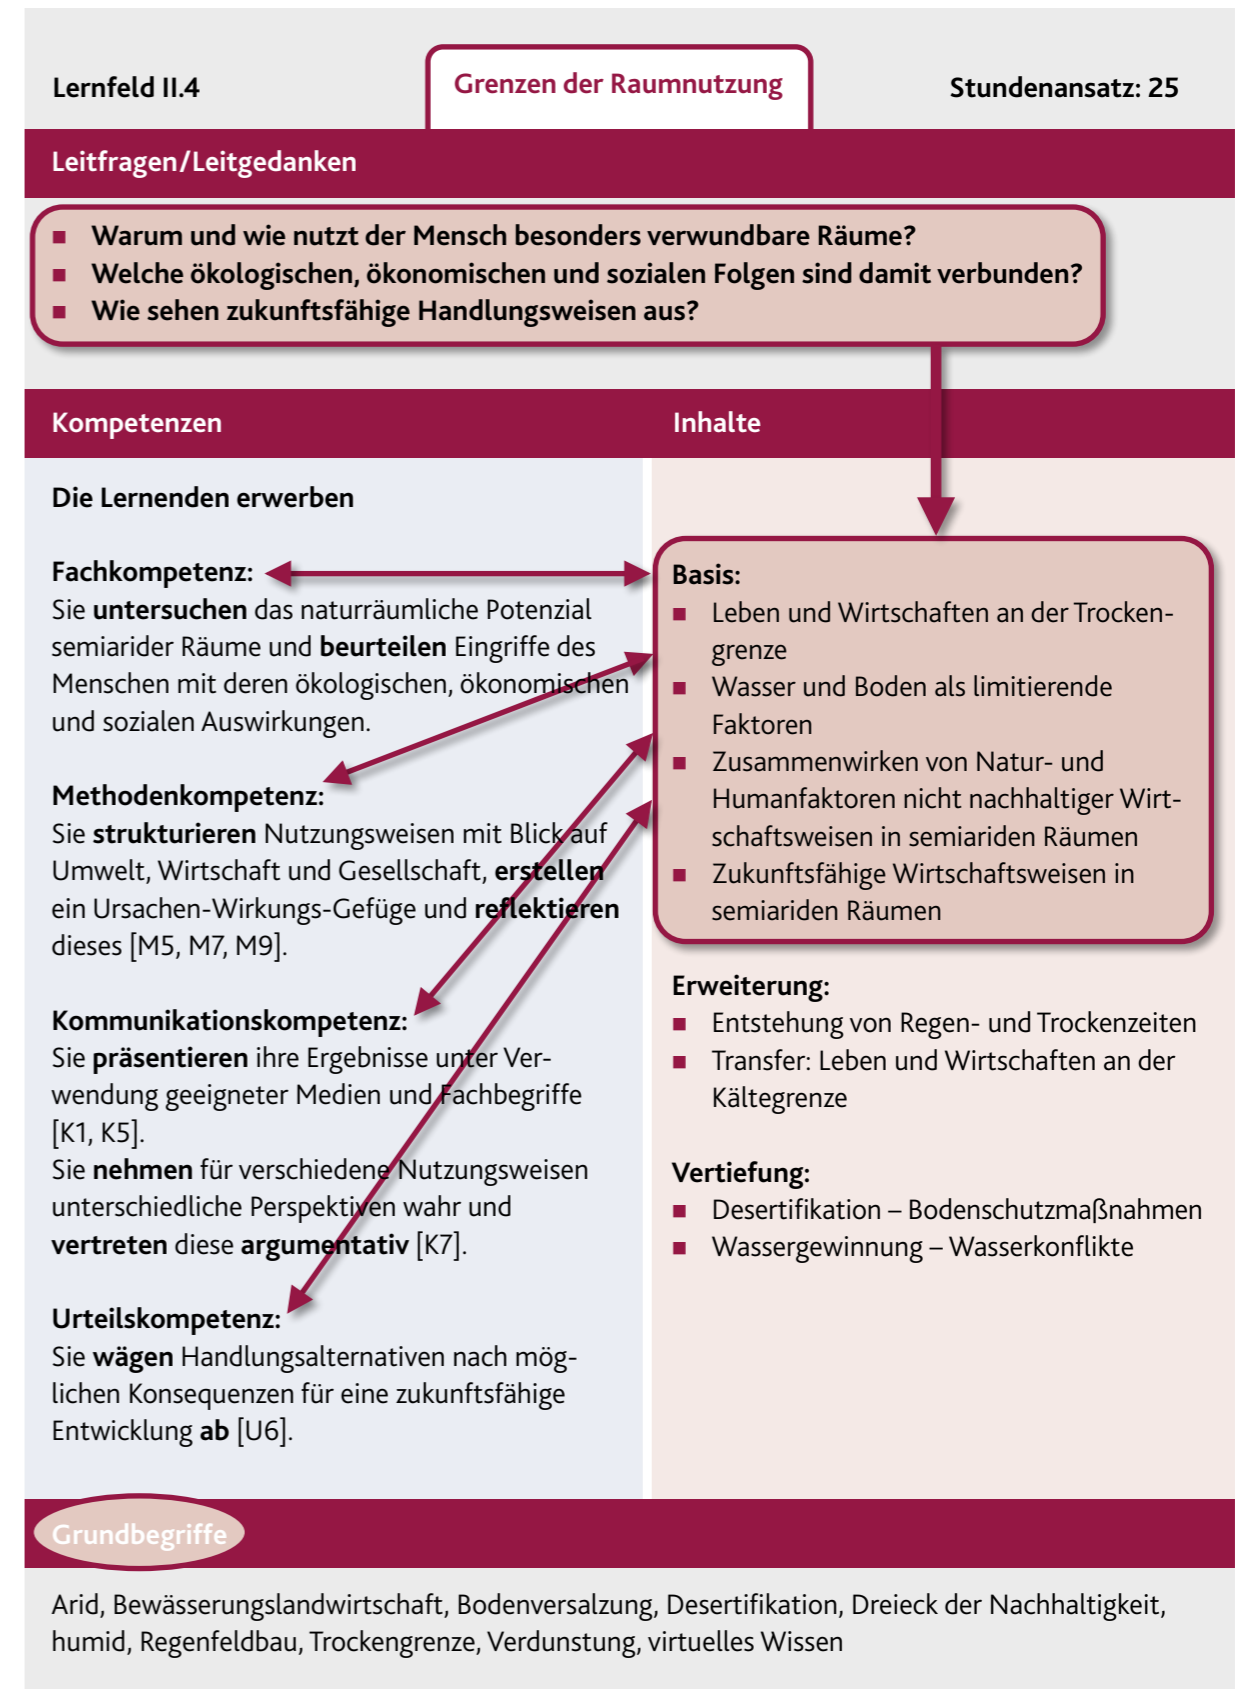 Lernfeld II.4
Grenzen der Raumnutzung
Stundenansatz: 25
Leitfragen/Leitgedanken
■ Warum und wie nutzt der Mensch besonders verwundbare Räume?
■ Welche ökologischen, ökonomischen und sozialen Folgen sind damit verbunden?
■ Wie sehen zukunftsfähige Handlungsweisen aus?
Kompetenzen
Die Lernenden erwerben
Fachkompetenz:
Sie untersuchen das naturräumliche Potenzial
semiarider Räume und beurteilen Eingriffe des
Menschen mit deren ökologischen, ökonomischen
und sozialen Auswirkungen.
Methodenkompetenz:
Sie strukturieren Nutzungsweisen mit Blick auf
Umwelt, Wirtschaft und Gesellschaft, erstellen
ein Ursachen-Wirkungs-Gefüge und reflektieren
dieses [M5, M7, M9].
Kommunikationskompetenz:
Sie präsentieren ihre Ergebnisse unter Ver-
wendung geeigneter Medien und Fachbegriffe
[K1, K5].
Sie nehmen für verschiedene Nutzungsweisen
unterschiedliche Perspektiven wahr und
vertreten diese argumentativ [K7].
Urteilskompetenz:
Sie wägen Handlungsalternativen nach mög-
lichen Konsequenzen für eine zukunftsfähige
Entwicklung ab [U6].
Inhalte
Basis:
■ Leben und Wirtschaften an der Trocken-
grenze
■ Wasser und Boden als limitierende
Faktoren
■ Zusammenwirken von Natur- und
Humanfaktoren nicht nachhaltiger Wirt-
schaftsweisen in semiariden Räumen
■ Zukunftsfähige Wirtschaftsweisen in
semiariden Räumen
Erweiterung:
■ Entstehung von Regen- und Trockenzeiten
■ Transfer: Leben und Wirtschaften an der
Kältegrenze
Vertiefung:
■ Desertifikation – Bodenschutzmaßnahmen
■ Wassergewinnung – Wasserkonflikte
Grundbegriffe
Arid, Bewässerungslandwirtschaft, Bodenversalzung, Desertifikation, Dreieck der Nachhaltigkeit,
humid, Regenfeldbau, Trockengrenze, Verdunstung, virtuelles Wissen